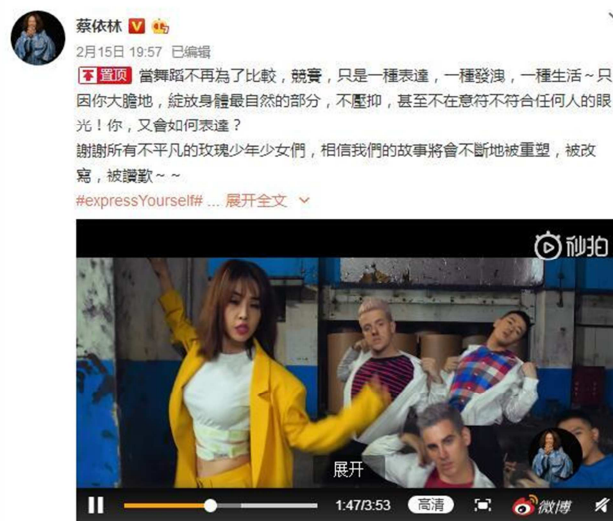 蔡依林
2月15日 19:57 已编辑
置顶 當舞蹈不再為了比較，競賽，只是一種表達，一種發洩，一種生活～只
因你大膽地，綻放身體最自然的部分，不壓抑，甚至不在意符不符合任何人的眼
光！你，又會如何表達？
謝謝所有不平凡的玫瑰少年少女們，相信我們的故事將會不斷地被重塑，被改
寫，被讚歎～～
#expressYourself# ... 展开全文
秒拍
展开
1:47/3:53 高清 微博